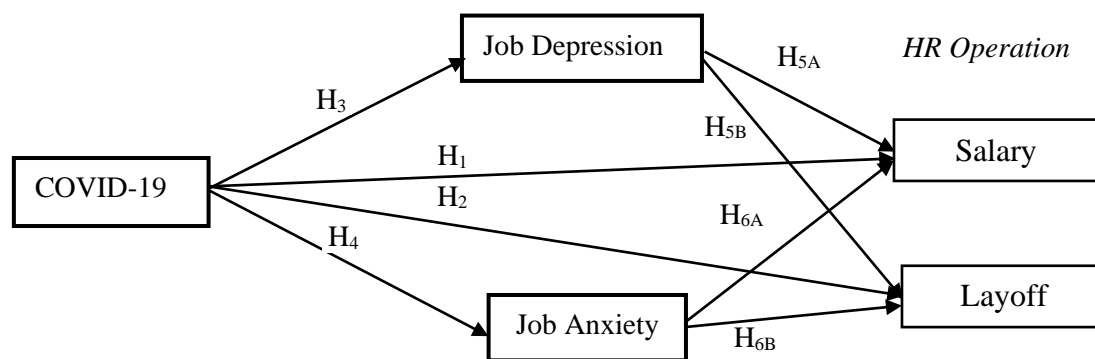 Job Depression
HR Operation
H5A
H3
H5B
Salary
H1
COVID-19
H2
H6A
H4
Layoff
Job Anxiety
H6B